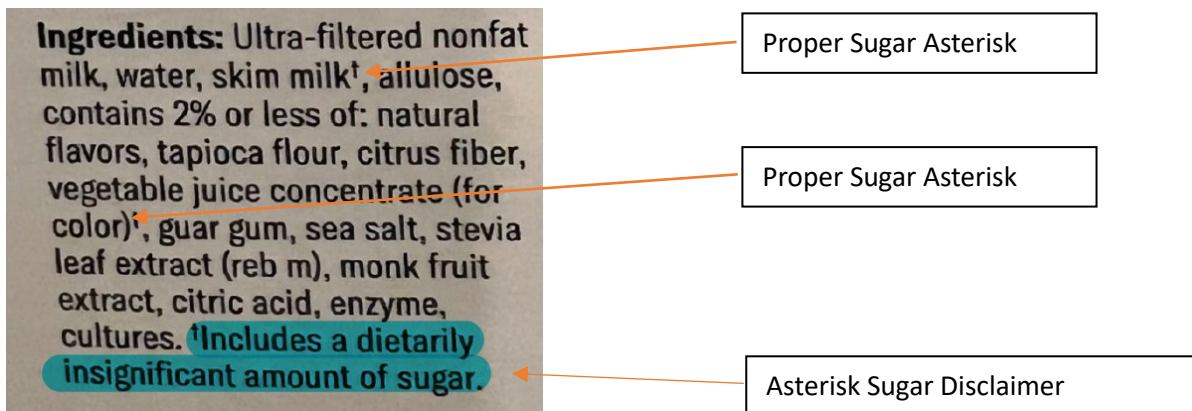 Ingredients: Ultra-filtered nonfat
milk, water, skim milk†, allulose,
contains 2% or less of: natural
flavors, tapioca flour, citrus fiber,
vegetable juice concentrate (for
color)†, guar gum, sea salt, stevia
leaf extract (reb m), monk fruit
extract, citric acid, enzyme,
cultures. †Includes a dietarily
insignificant amount of sugar.
Proper Sugar Asterisk
Proper Sugar Asterisk
Asterisk Sugar Disclaimer